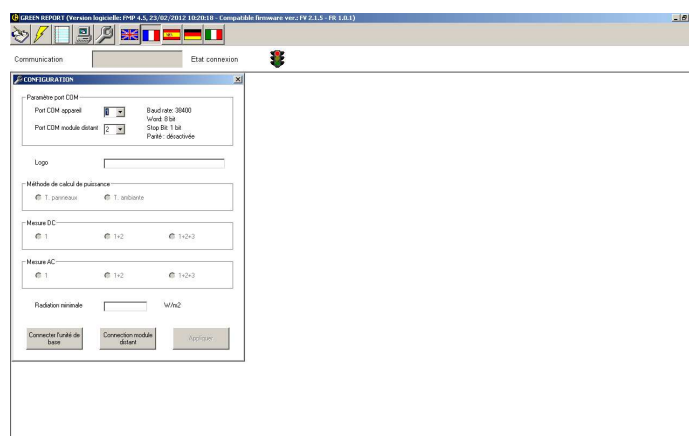 GREEN REPORT (Version logicielle: FMP 4.5, 23/02/2012 10:20:18 - Compatible firmware ver.: FV 2.1.5 - FR 1.0.1)
Communication Etat connexion
CONFIGURATION
Paramètre port COM
Port COM appareil 1 Baud rate: 38400
Word: 8 bit
Port COM module distant 2 Stop Bit: 1 bit
Parité : désactivée
Logo
Méthode de calcul de puissance
T. panneaux T. ambiante
Mesure DC
1 1+2 1+2+3
Mesure AC
1 1+2 1+2+3
Radiation minimale W/m2
Connecter l'unité de base Connection module distant Appliquer